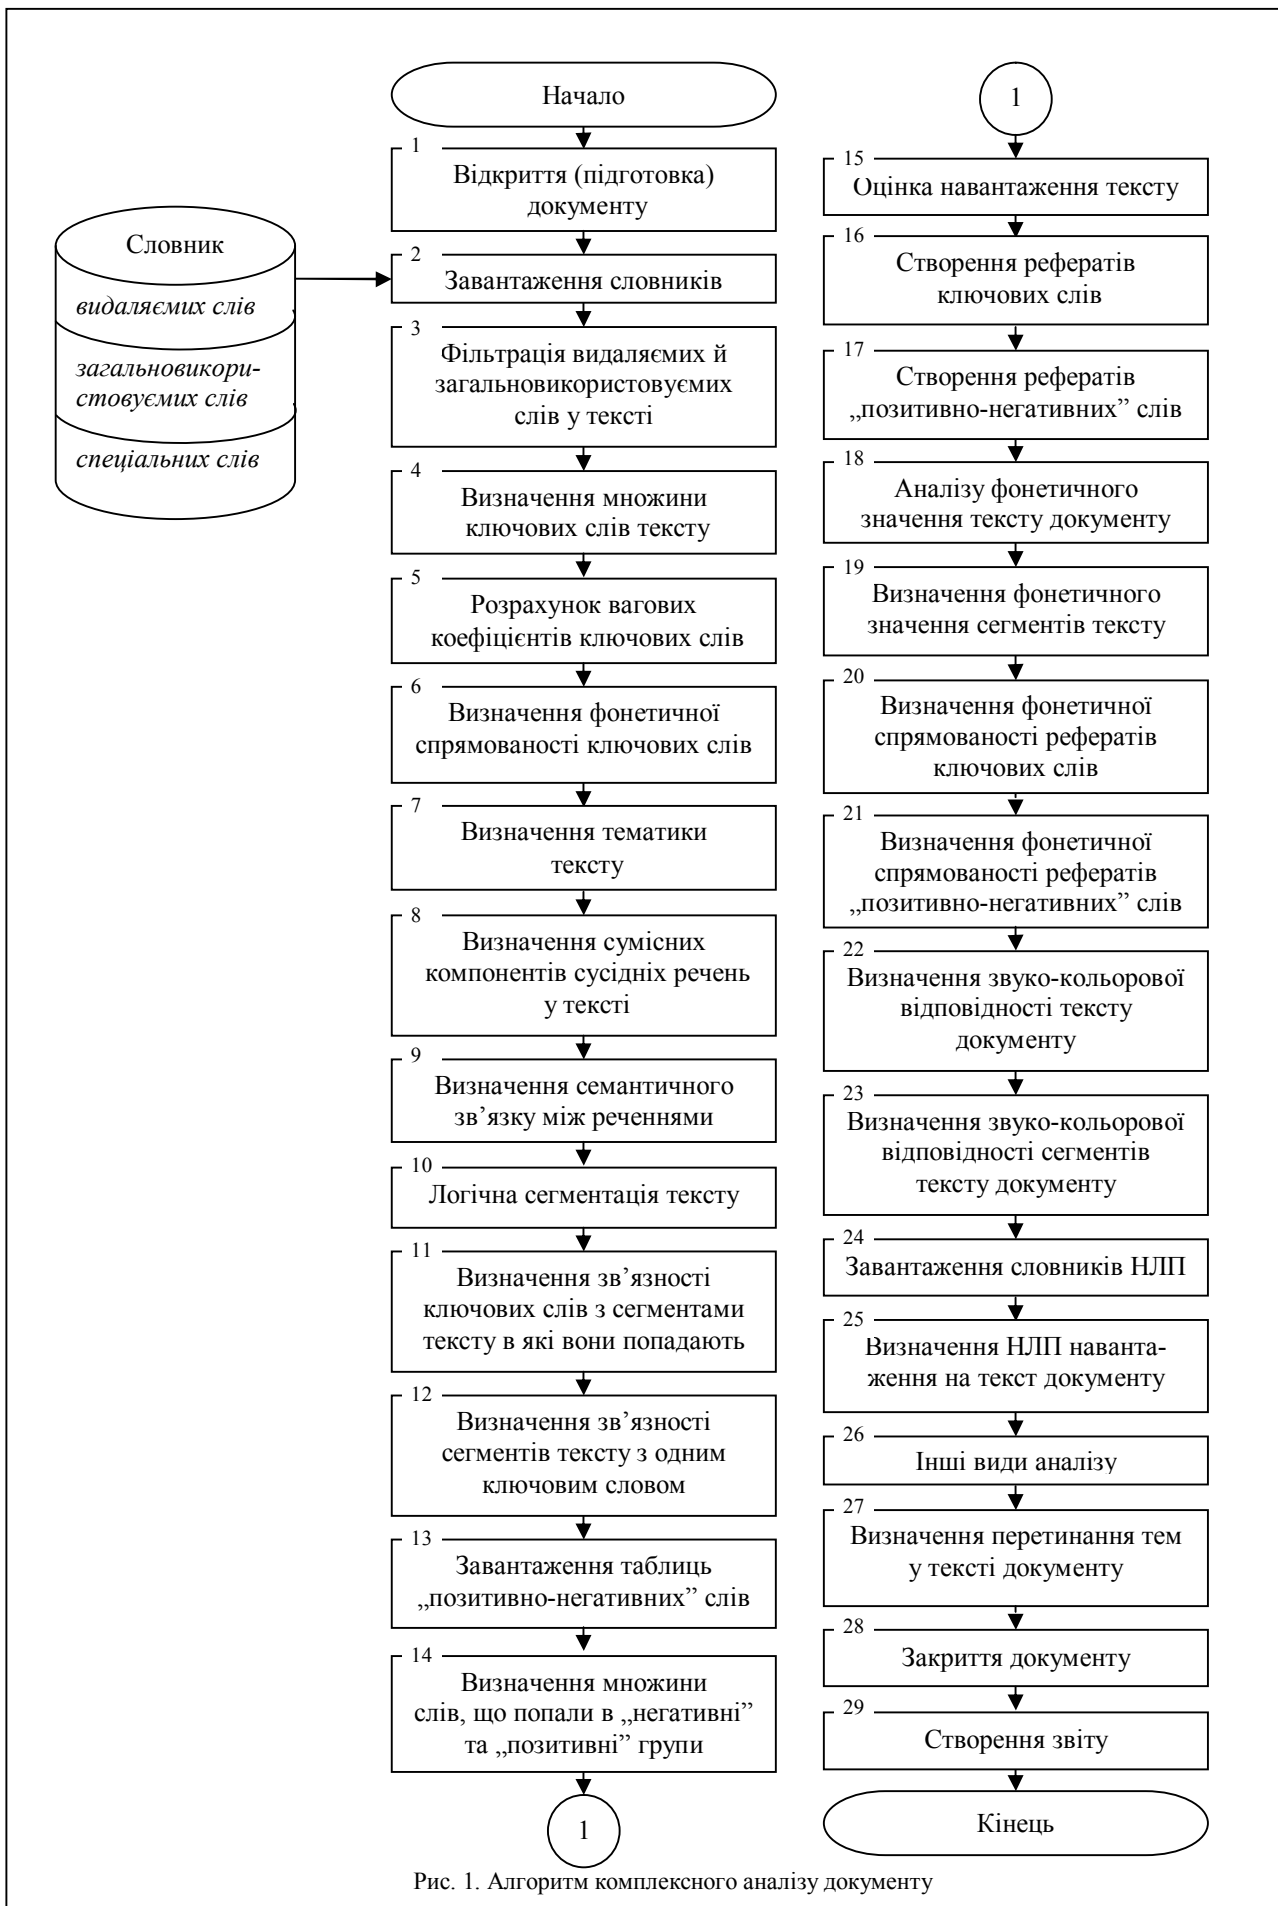 Начало
1
Відкриття (підготовка)
документу
Словник
видаляємих слів
загальновикори-
стовуємих слів
спеціальних слів
2
Завантаження словників
3
Фільтрація видаляємих й
загальновикористовуємих
слів у тексті
4
Визначення множини
ключових слів тексту
5
Розрахунок вагових
коефіцієнтів ключових слів
6
Визначення фонетичної
спрямованості ключових слів
7
Визначення тематики
тексту
8
Визначення сумісних
компонентів сусідніх речень
у тексті
9
Визначення семантичного
зв’язку між реченнями
10
Логічна сегментація тексту
11
Визначення зв’язності
ключових слів з сегментами
тексту в які вони попадають
12
Визначення зв’язності
сегментів тексту з одним
ключовим словом
13
Завантаження таблиць
„позитивно-негативних” слів
14
Визначення множини
слів, що попали в „негативні”
та „позитивні” групи
1
1
15
Оцінка навантаження тексту
16
Створення рефератів
ключових слів
17
Створення рефератів
„позитивно-негативних” слів
18
Аналізу фонетичного
значення тексту документу
19
Визначення фонетичного
значення сегментів тексту
20
Визначення фонетичної
спрямованості рефератів
ключових слів
21
Визначення фонетичної
спрямованості рефератів
„позитивно-негативних” слів
22
Визначення звуко-кольорової
відповідності тексту
документу
23
Визначення звуко-кольорової
відповідності сегментів
тексту документу
24
Завантаження словників НЛП
25
Визначення НЛП наванта-
ження на текст документу
26
Інші види аналізу
27
Визначення перетинання тем
у тексті документу
28
Закриття документу
29
Створення звіту
Кінець
Рис. 1. Алгоритм комплексного аналізу документу